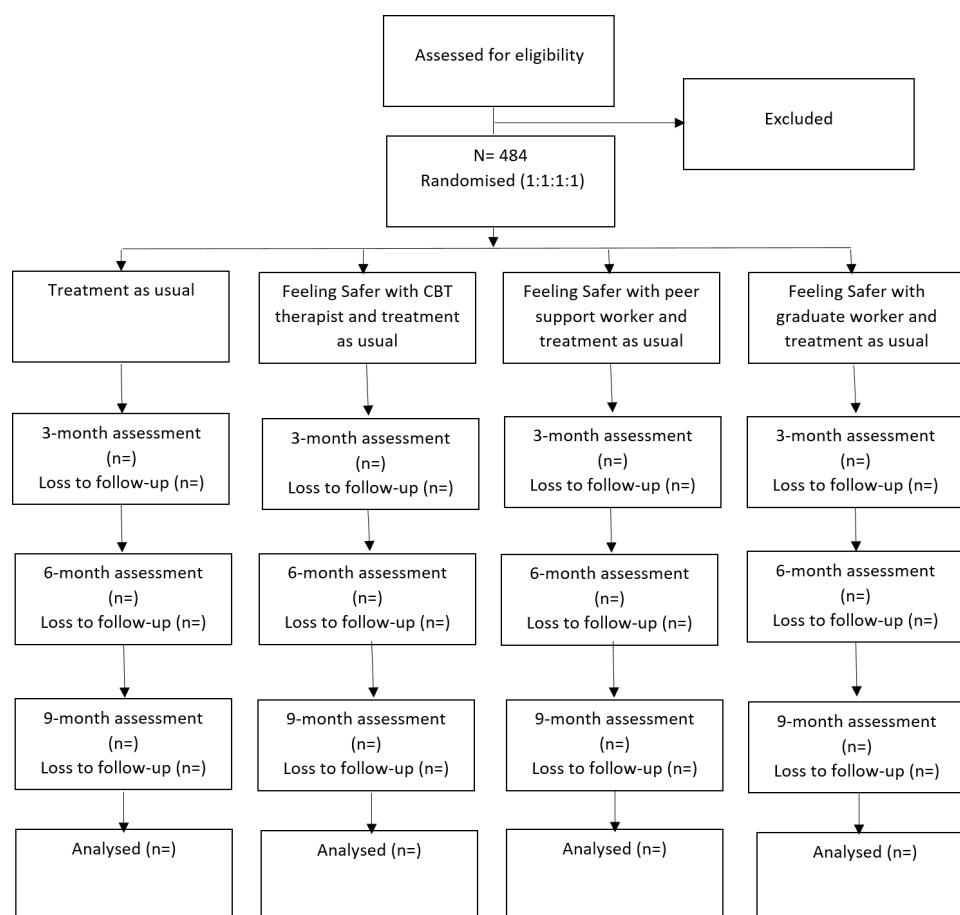 Assessed for eligibility
Excluded
N= 484
Randomised (1:1:1:1)
Treatment as usual
Feeling Safer with CBT
therapist and treatment
as usual
Feeling Safer with peer
support worker and
treatment as usual
Feeling Safer with
graduate worker and
treatment as usual
3-month assessment
(n=)
Loss to follow-up (n=)
3-month assessment
(n=)
Loss to follow-up (n=)
3-month assessment
(n=)
Loss to follow-up (n=)
3-month assessment
(n=)
Loss to follow-up (n=)
6-month assessment
(n=)
Loss to follow-up (n=)
6-month assessment
(n=)
Loss to follow-up (n=)
6-month assessment
(n=)
Loss to follow-up (n=)
6-month assessment
(n=)
Loss to follow-up (n=)
9-month assessment
(n=)
Loss to follow-up (n=)
9-month assessment
(n=)
Loss to follow-up (n=)
9-month assessment
(n=)
Loss to follow-up (n=)
9-month assessment
(n=)
Loss to follow-up (n=)
Analysed (n=)
Analysed (n=)
Analysed (n=)
Analysed (n=)